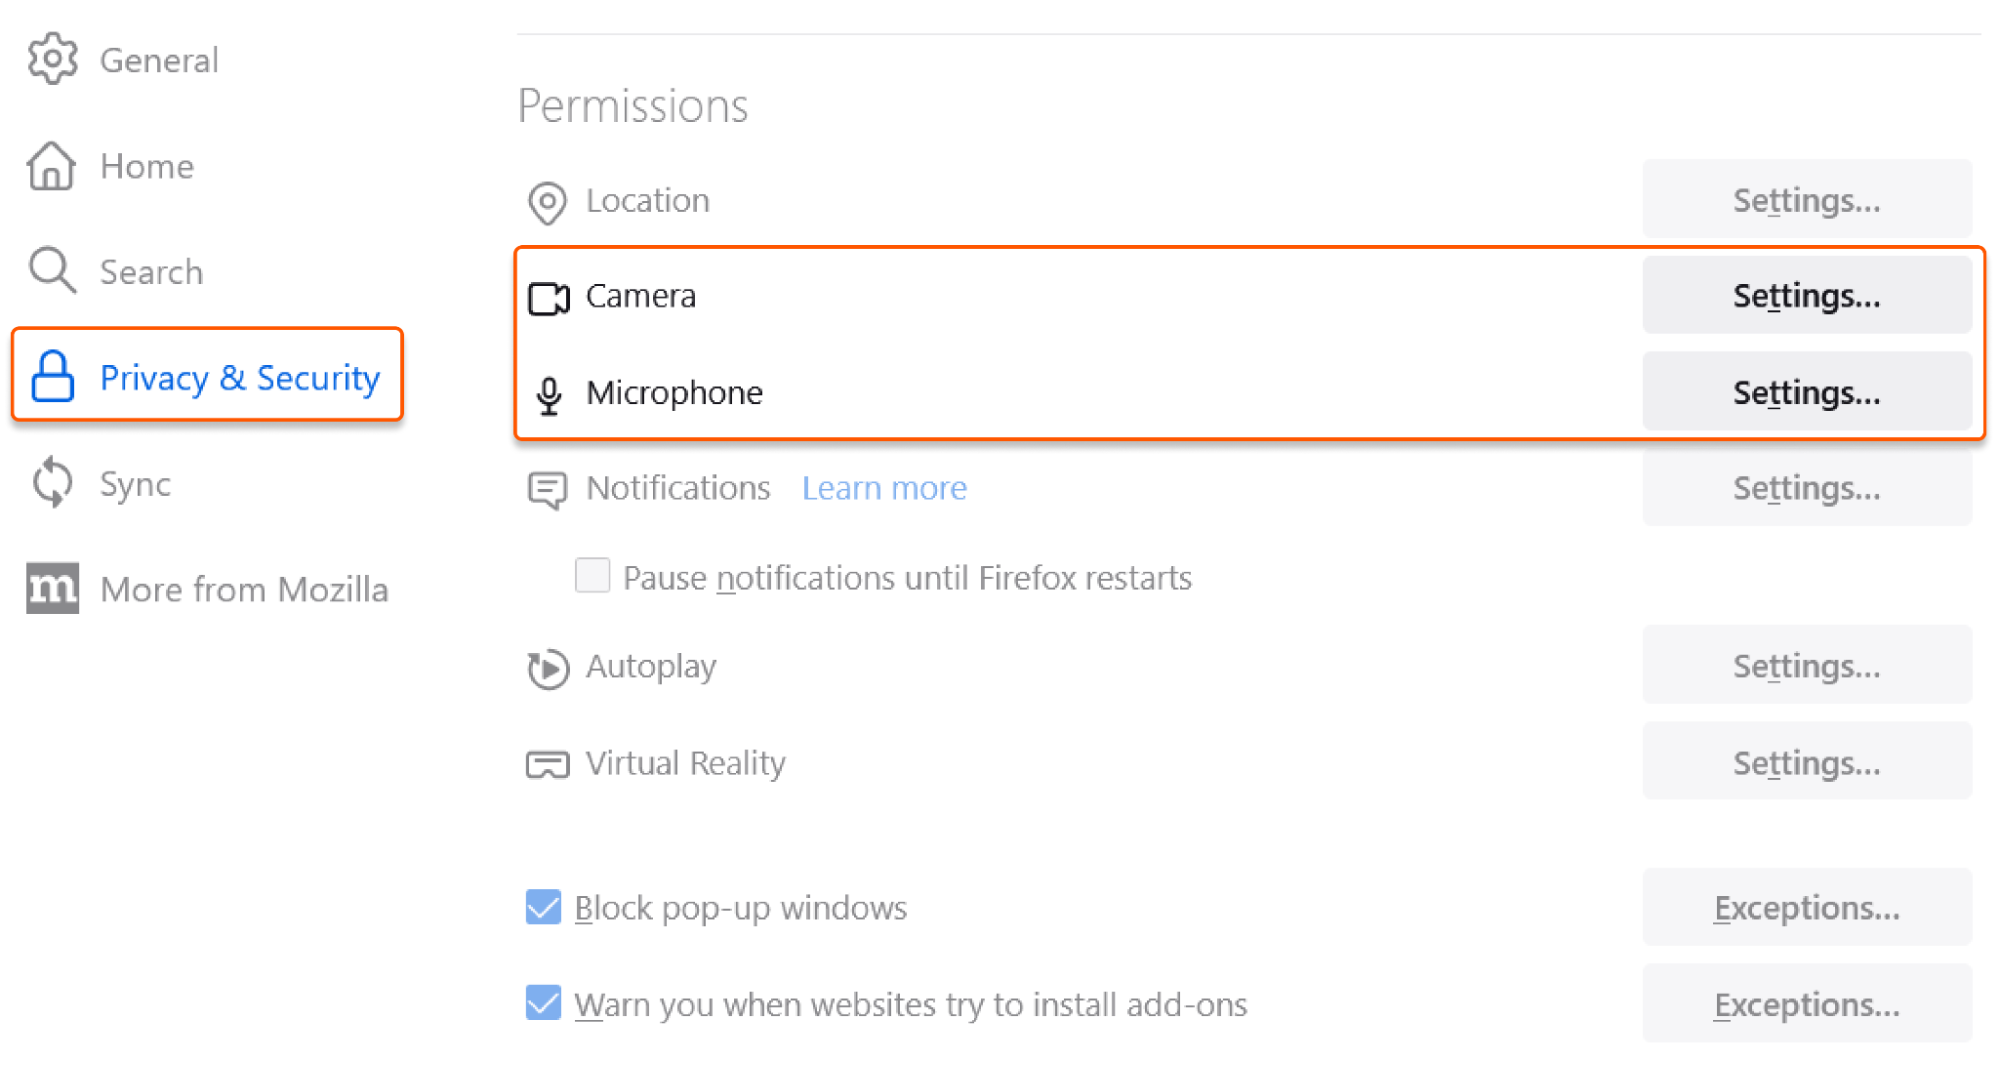 General
Home
Search
Privacy & Security
Sync
m More from Mozilla
Permissions
Location Settings...
Camera Settings...
Microphone Settings...
Notifications Learn more Settings...
Pause notifications until Firefox restarts
Autoplay Settings...
Virtual Reality Settings...
Block pop-up windows Exceptions...
Warn you when websites try to install add-ons Exceptions...